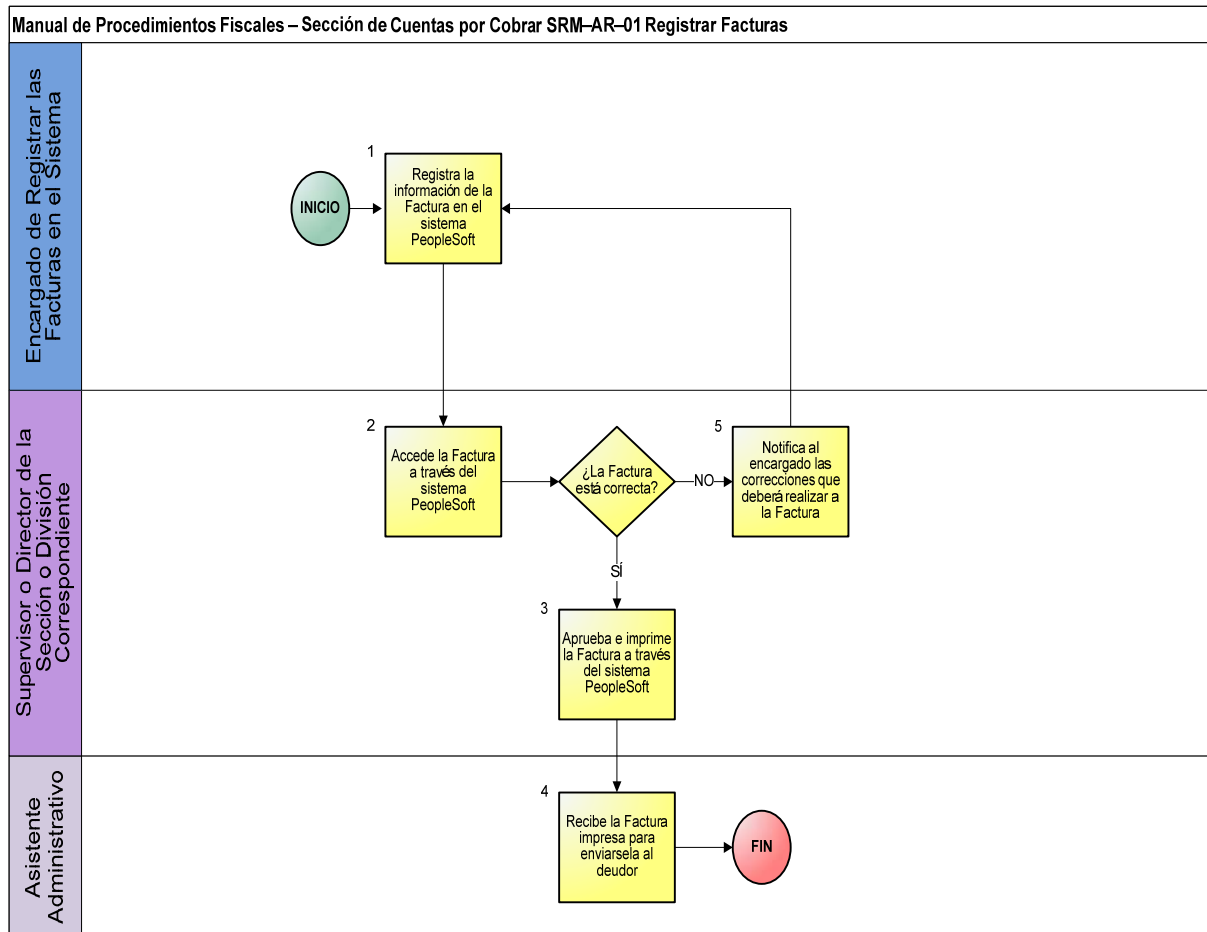 Manual de Procedimientos Fiscales – Sección de Cuentas por Cobrar SRM–AR–01 Registrar Facturas
Encargado de Registrar las
Facturas en el Sistema
INICIO
1
Registra la
información de la
Factura en el
sistema
PeopleSoft
Supervisor o Director de la
Sección o División
Correspondiente
2
Accede la Factura
a través del
sistema
PeopleSoft
¿La Factura
está correcta?
NO
5
Notifica al
encargado las
correcciones que
deberá realizar a
la Factura
SÍ
3
Aprueba e imprime
la Factura a través
del sistema
PeopleSoft
Asistente
Administrativo
4
Recibe la Factura
impresa para
enviarsela al
deudor
FIN